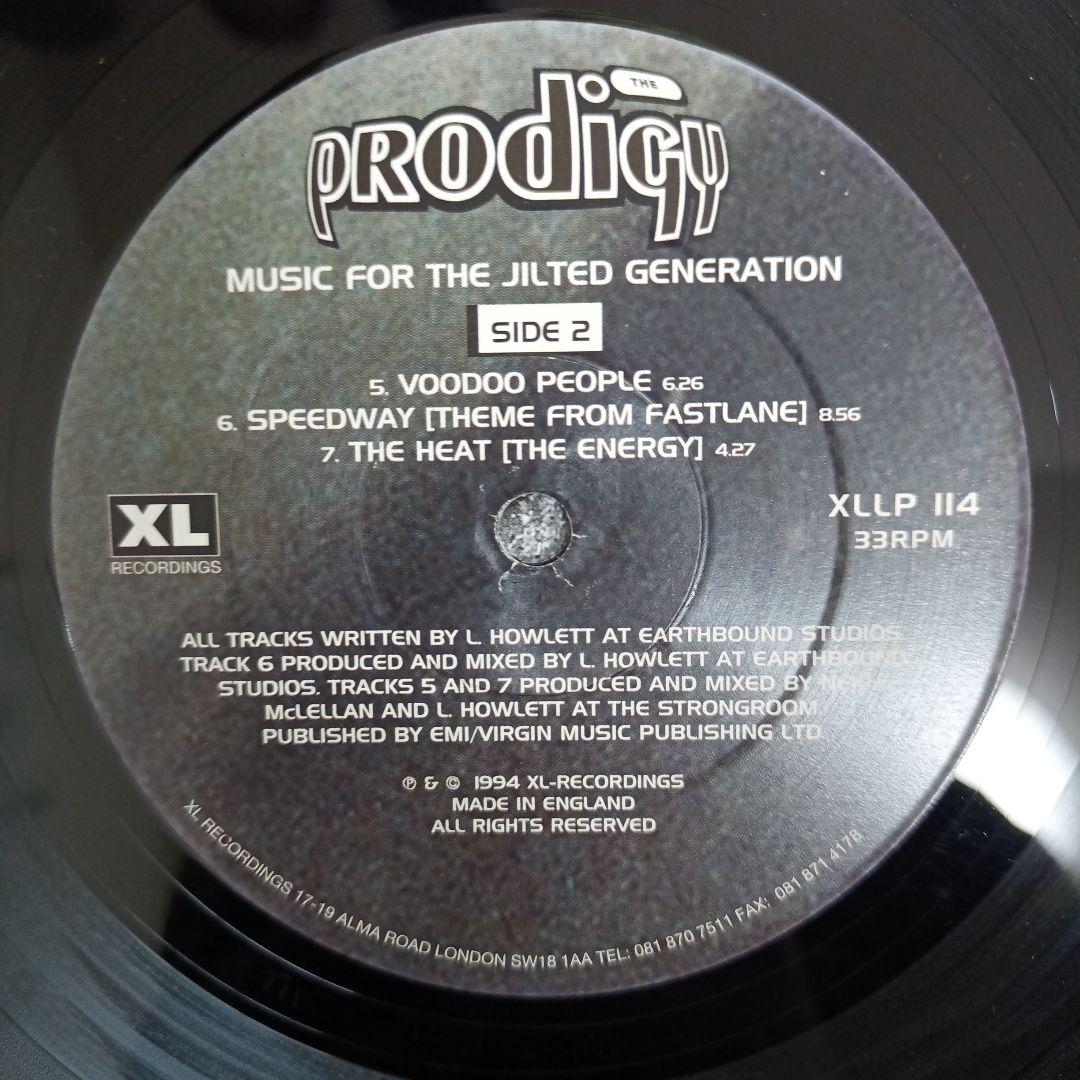 THE
PRODIGY
MUSIC FOR THE JILTED GENERATION
SIDE 2
5. VOODOO PEOPLE 6.26
6. SPEEDWAY [THEME FROM FASTLANE] 8.56
7. THE HEAT [THE ENERGY] 4.27
XL
RECORDINGS
XLLP 114
33RPM
ALL TRACKS WRITTEN BY L. HOWLETT AT EARTHBOUND STUDIOS.
TRACK 6 PRODUCED AND MIXED BY L. HOWLETT AT EARTHBOUND
STUDIOS. TRACKS 5 AND 7 PRODUCED AND MIXED BY
McLELLAN AND L. HOWLETT AT THE STRONGROOM
PUBLISHED BY EMI/VIRGIN MUSIC PUBLISHING LTD
℗ & © 1994 XL-RECORDINGS
MADE IN ENGLAND
ALL RIGHTS RESERVED
XL RECORDINGS 17-19 ALMA ROAD LONDON SW18 1AA TEL: 081 870 7511 FAX: 081 871 4178